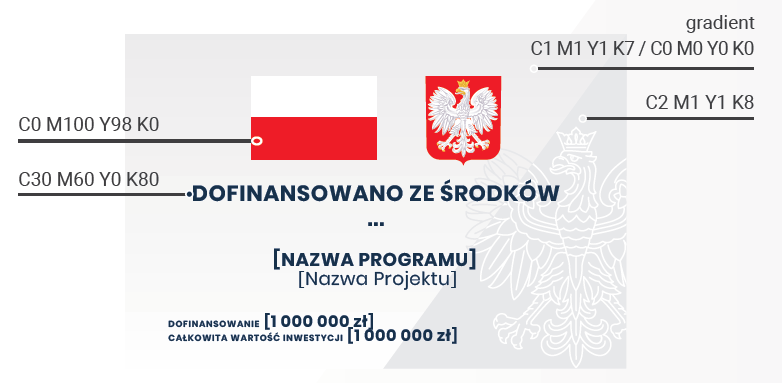 gradient
C1 M1 Y1 K7 / C0 M0 Y0 K0
C2 M1 Y1 K8
C0 M100 Y98 K0
C30 M60 Y0 K80
DOFINANSOWANO ZE ŚRODKÓW
...
[NAZWA PROGRAMU]
[Nazwa Projektu]
DOFINANSOWANIE [1 000 000 zł]
CAŁKOWITA WARTOŚĆ INWESTYCJI [1 000 000 zł]